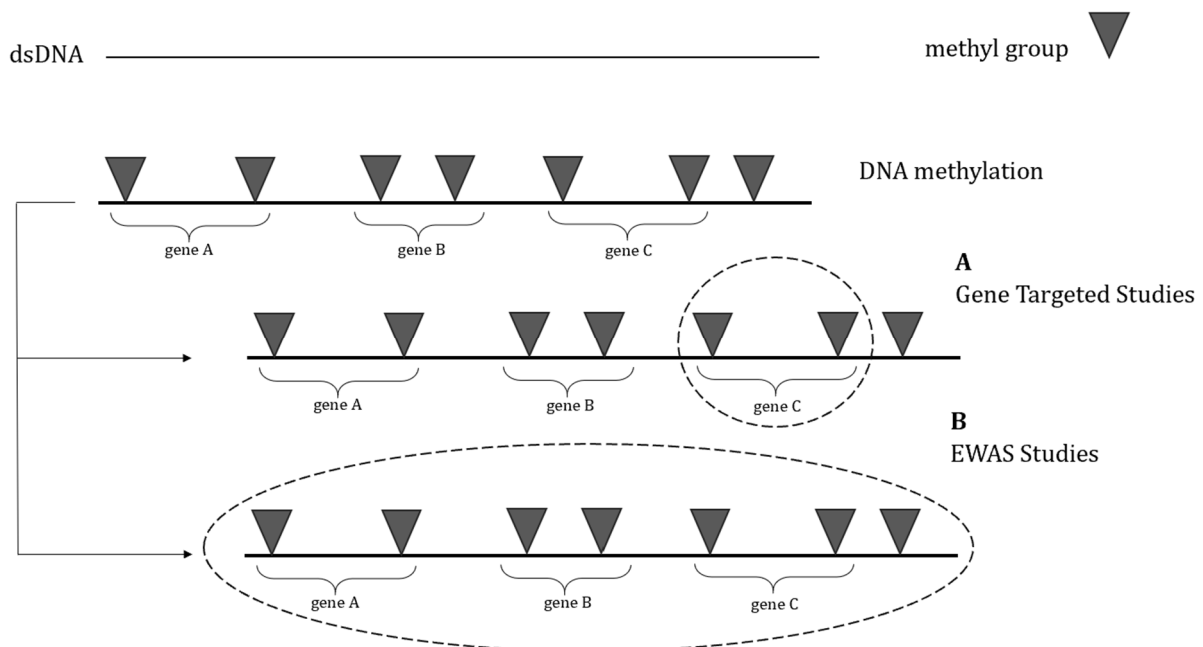 dsDNA
methyl group
DNA methylation
gene A
gene B
gene C
A
Gene Targeted Studies
gene A
gene B
gene C
B
EWAS Studies
gene A
gene B
gene C